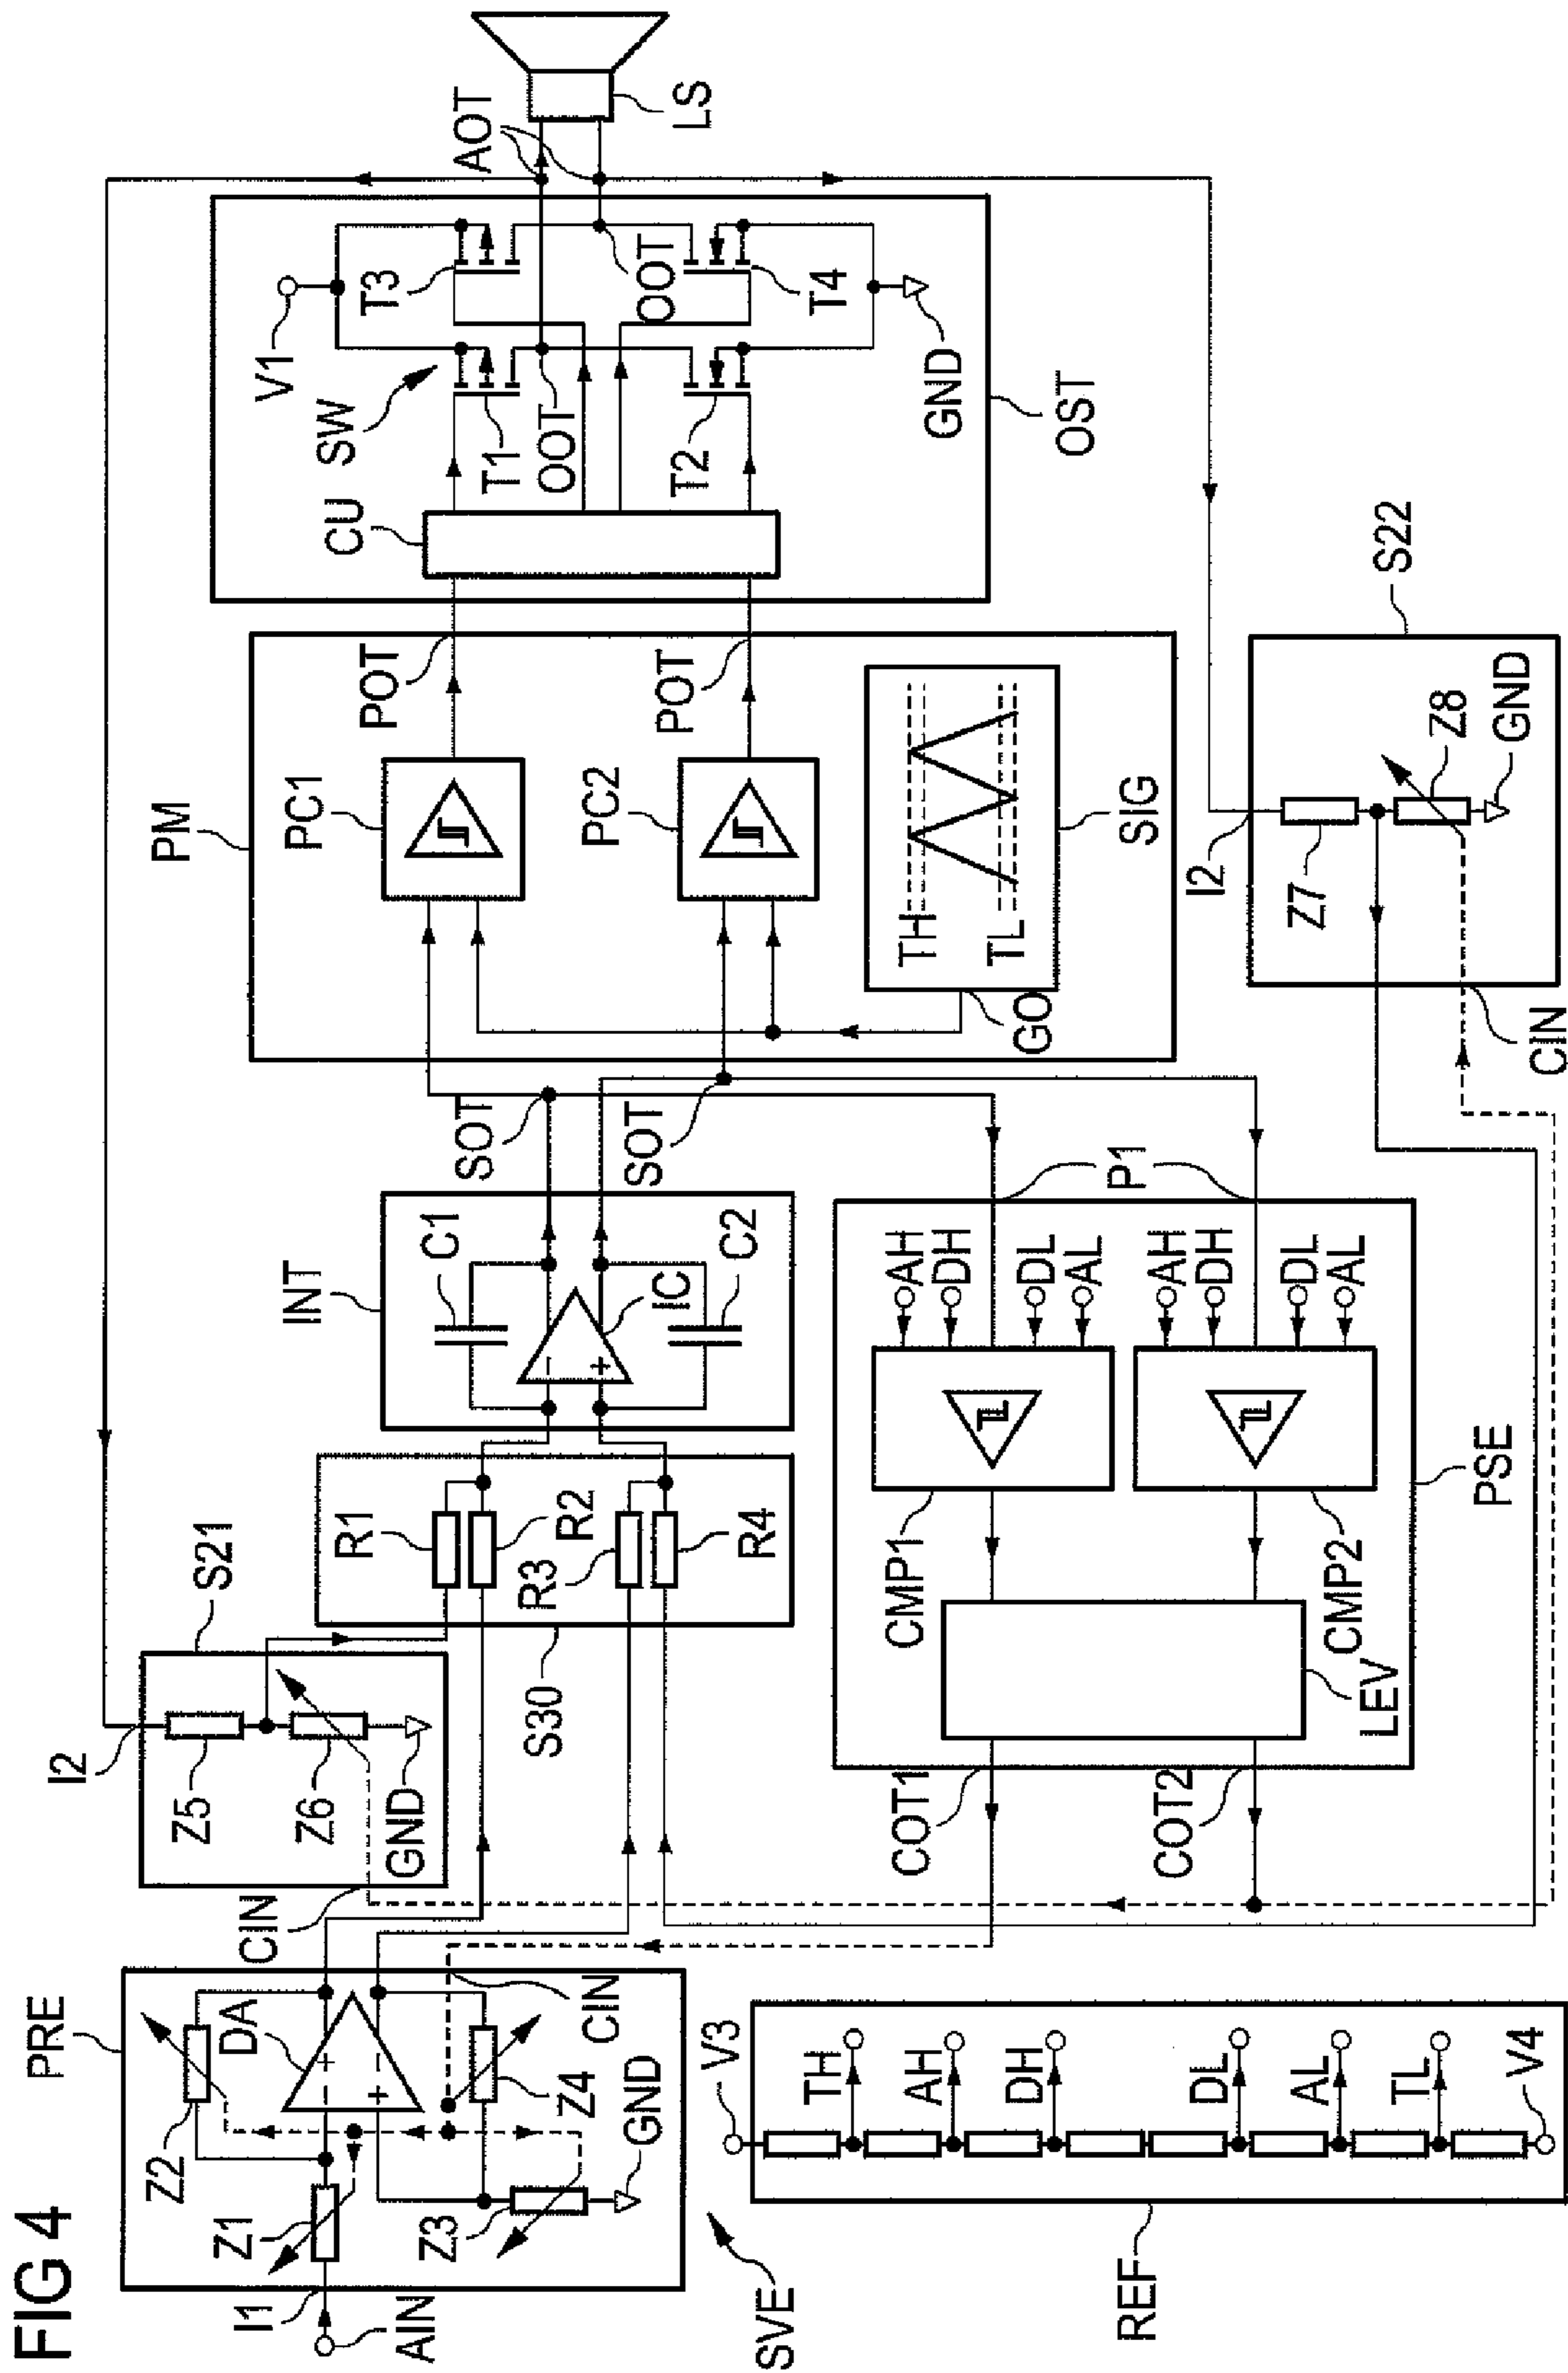 FIG 4
PRE
Z2
DA
Z1
I1
AIN
Z3
Z4
CIN
GND
SVE
V3
TH
AH
DH
DL
AL
TL
V4
REF
I2
S21
Z5
Z6
GND
CIN
S30
R1
R2
R3
R4
INT
C1
IC
C2
SOT
SOT
P1
AH
DH
DL
AL
AH
DH
DL
AL
CMP1
CMP2
LEV
PSE
COT1
COT2
PM
PC1
PC2
POT
POT
TH
TL
GO
SIG
CU
SW
V1
T1
T2
T3
T4
OOT
OOT
GND
OST
AOT
LS
S22
I2
Z7
Z8
GND
CIN